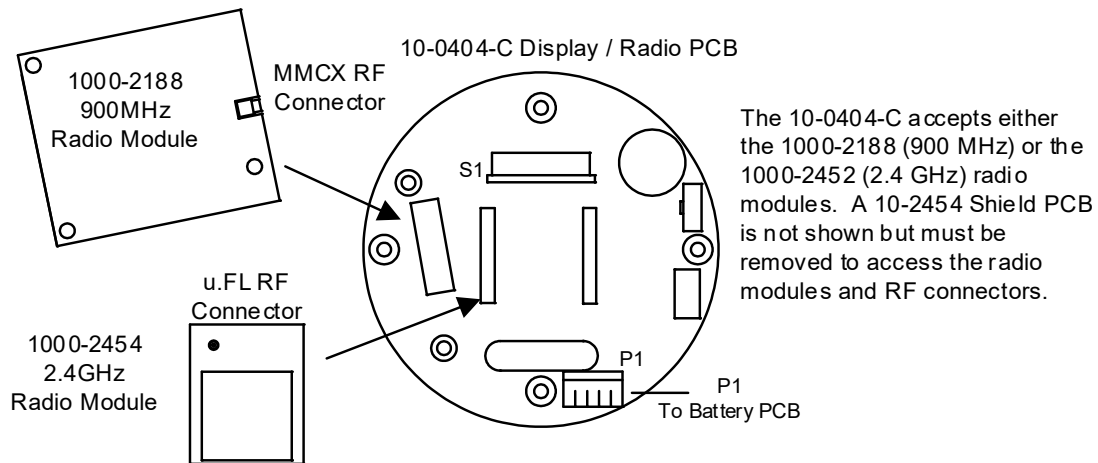 10-0404-C Display / Radio PCB
1000-2188
900MHz
Radio Module
MMCX RF
Connector
S1
The 10-0404-C accepts either
the 1000-2188 (900 MHz) or the
1000-2452 (2.4 GHz) radio
modules. A 10-2454 Shield PCB
is not shown but must be
removed to access the radio
modules and RF connectors.
u.FL RF
Connector
1000-2454
2.4GHz
Radio Module
P1
P1
To Battery PCB